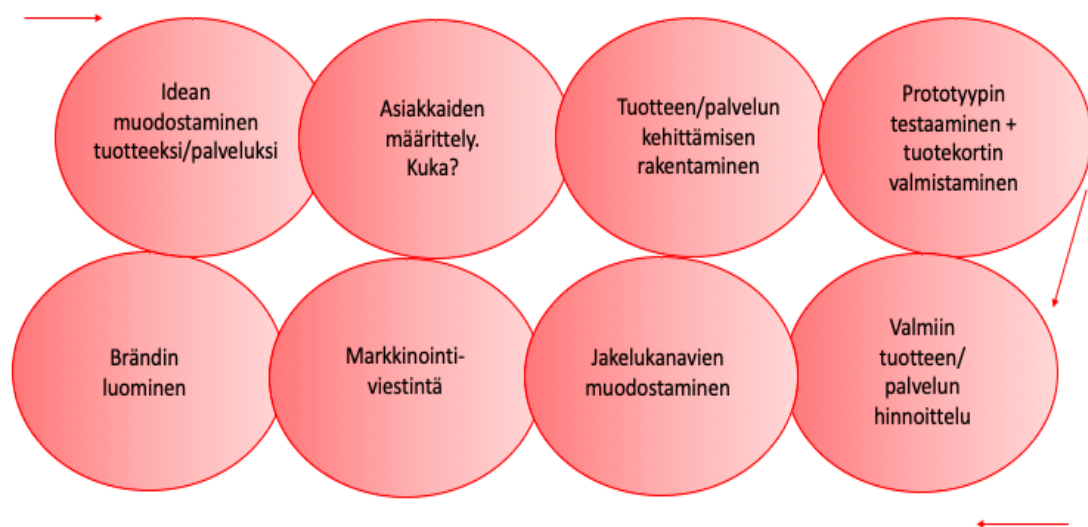 Idean
muodostaminen
tuotteeksi/palveluksi
Asiakkaiden
määrittely.
Kuka?
Tuotteen/palvelun
kehittämisen
rakentaminen
Prototyypin
testaaminen +
tuotekortin
valmistaminen
Valmiin
tuotteen/
palvelun
hinnoittelu
Jakelukanavien
muodostaminen
Markkinointi-
viestintä
Brändin
luominen